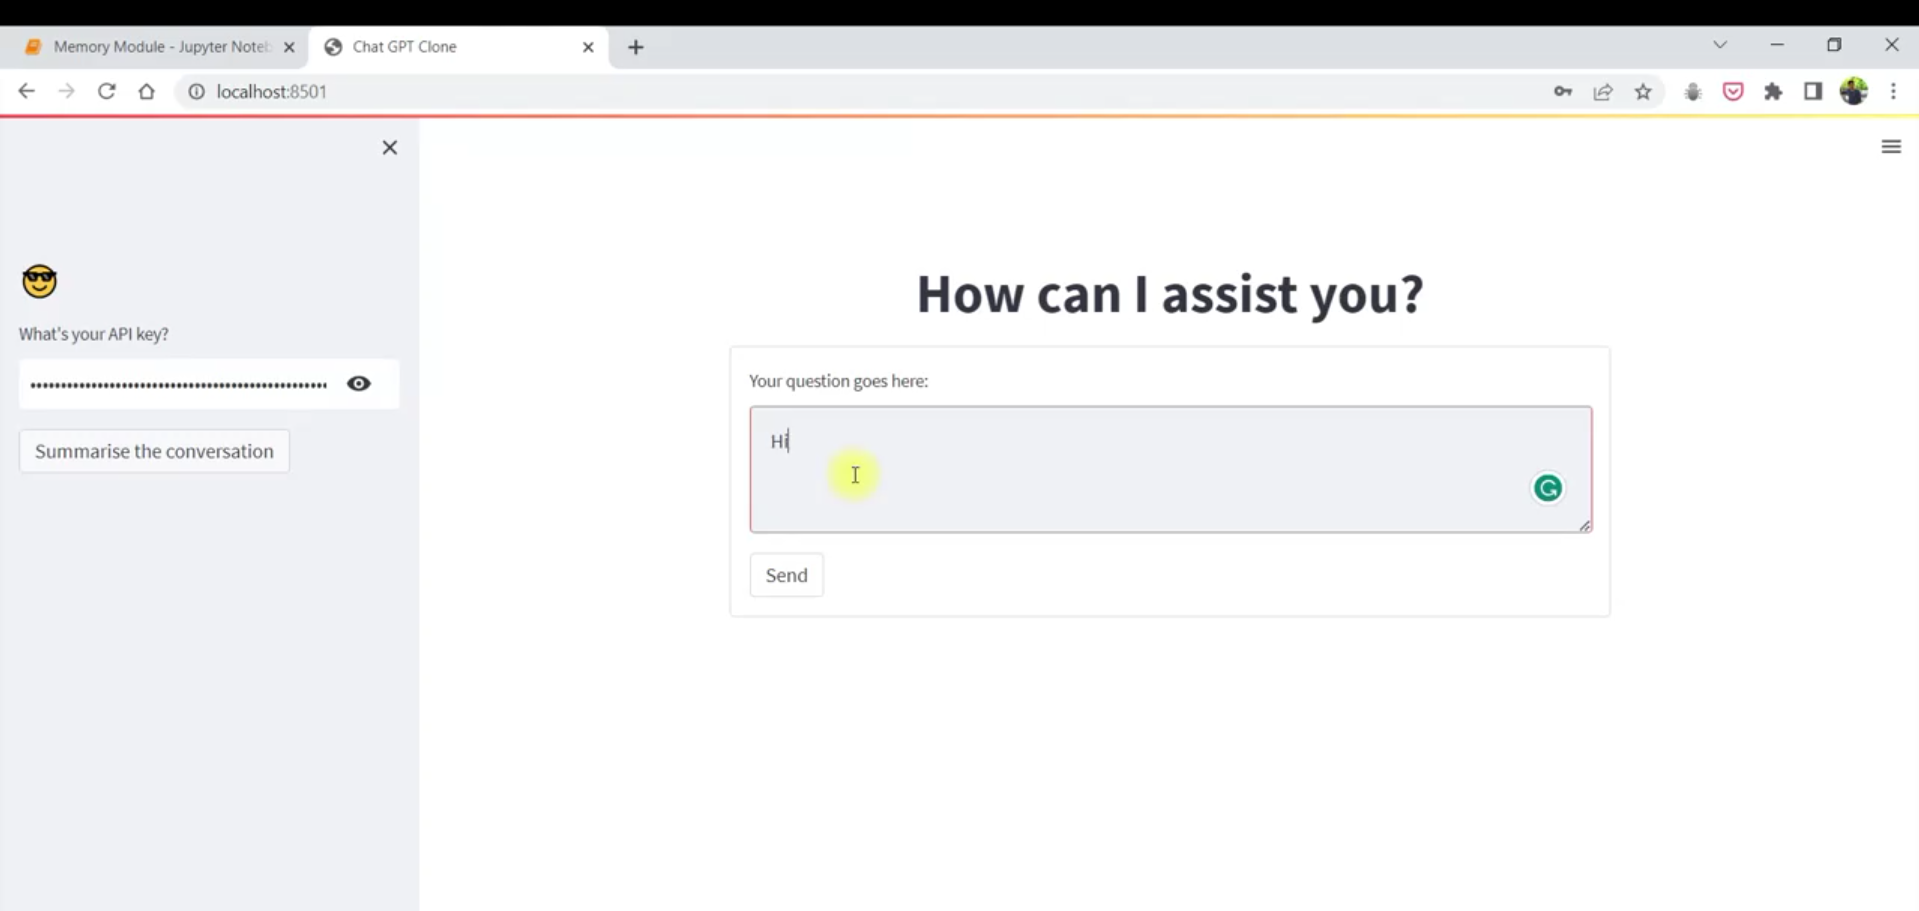 Memory Module - Jupyter Noteb
Chat GPT Clone
localhost:8501
What's your API key?
Summarise the conversation
How can I assist you?
Your question goes here:
Hi
Send